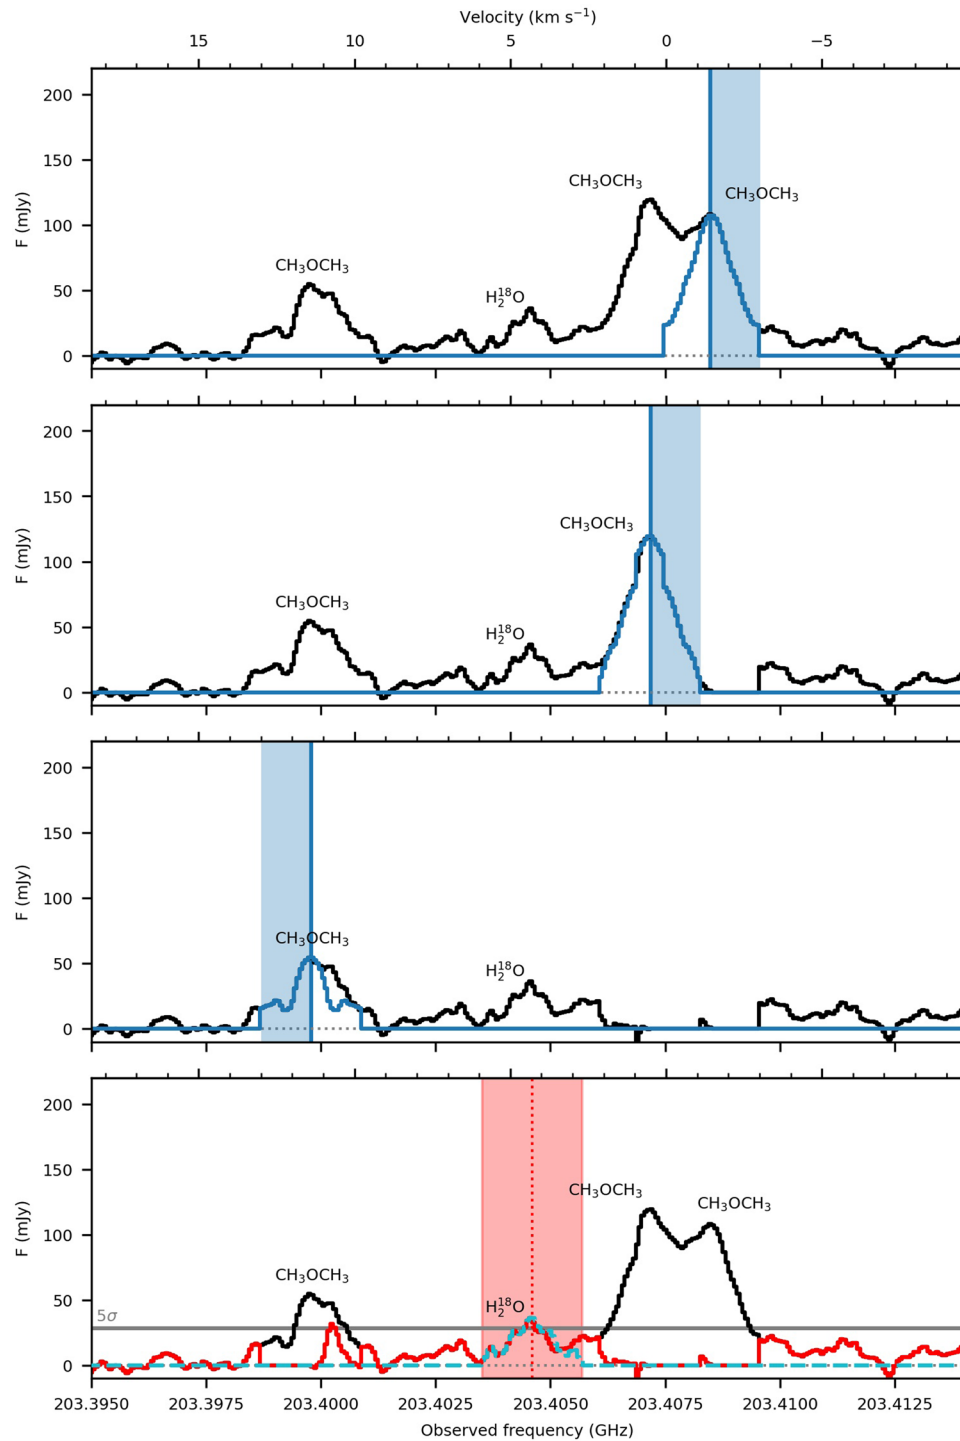 Velocity (km s⁻¹)
15 10 5 0 −5
200
150
100
50
0
F (mJy)
CH₃OCH₃
CH₃OCH₃
CH₃OCH₃
H₂¹⁸O
200
150
100
50
0
F (mJy)
CH₃OCH₃
CH₃OCH₃
H₂¹⁸O
200
150
100
50
0
F (mJy)
CH₃OCH₃
H₂¹⁸O
200
150
100
50
0
F (mJy)
CH₃OCH₃
CH₃OCH₃
CH₃OCH₃
H₂¹⁸O
5σ
203.3950 203.3975 203.4000 203.4025 203.4050 203.4075 203.4100 203.4125
Observed frequency (GHz)